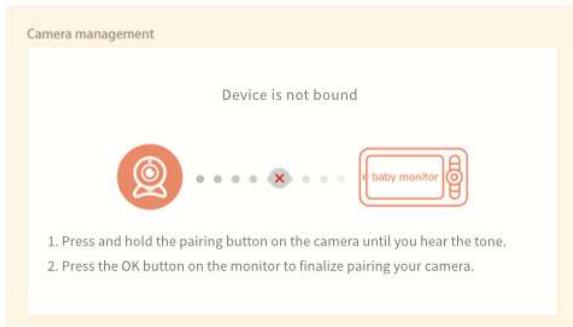 Camera management
Device is not bound
baby monitor
1. Press and hold the pairing button on the camera until you hear the tone.
2. Press the OK button on the monitor to finalize pairing your camera.